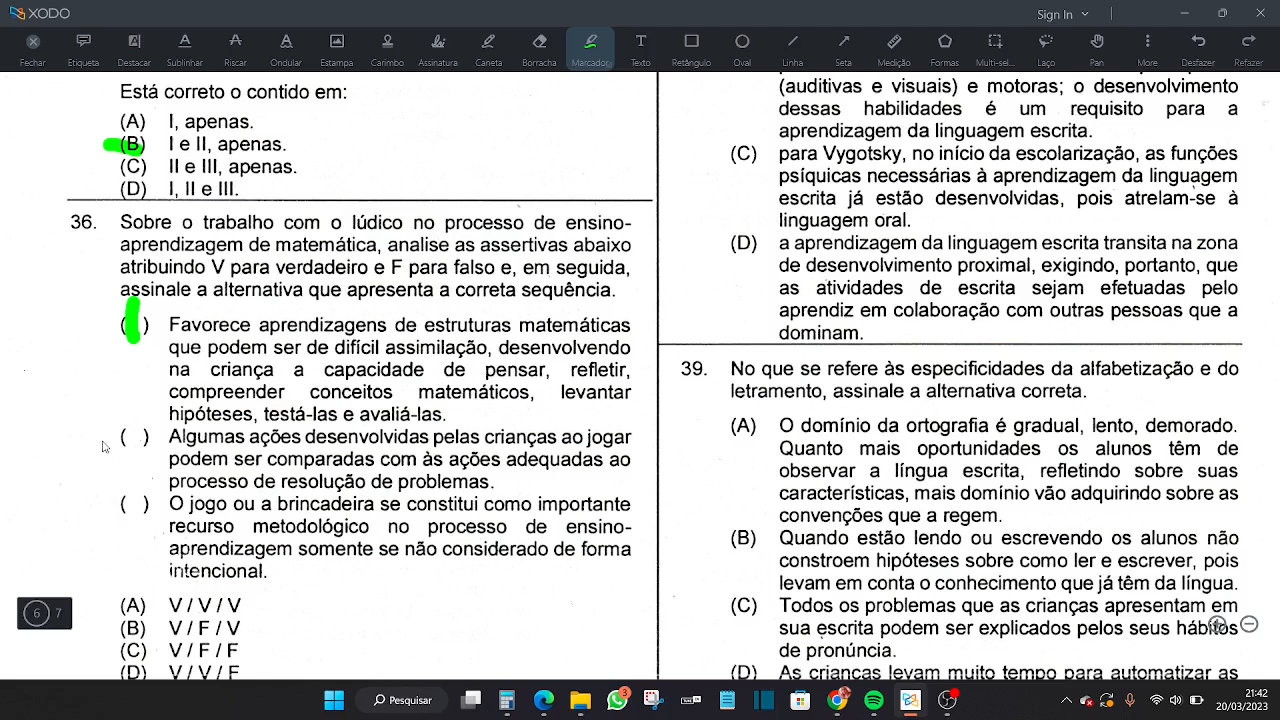 XODO
Sign In
Fechar Etiqueta Destacar Sublinhar Riscar Ondular Estampa Carimbo Assinatura Caneta Borracha Marcador Texto Retângulo Oval Linha Seta Medida Formas Multi-sel... Laço Pan Mais Desfazer Refazer
Está correto o contido em:
(A) I, apenas.
(B) I e II, apenas.
(C) II e III, apenas.
(D) I, II e III.
36. Sobre o trabalho com o lúdico no processo de ensino-
aprendizagem de matemática, analise as assertivas abaixo
atribuindo V para verdadeiro e F para falso e, em seguida,
assinale a alternativa que apresenta a correta sequência.
( ) Favorece aprendizagens de estruturas matemáticas
que podem ser de difícil assimilação, desenvolvendo
na criança a capacidade de pensar, refletir,
compreender conceitos matemáticos, levantar
hipóteses, testá-las e avaliá-las.
( ) Algumas ações desenvolvidas pelas crianças ao jogar
podem ser comparadas com às ações adequadas ao
processo de resolução de problemas.
( ) O jogo ou a brincadeira se constitui como importante
recurso metodológico no processo de ensino-
aprendizagem somente se não considerado de forma
intencional.
(A) V / V / V
(B) V / F / V
(C) V / F / F
(D) V / V / F
(auditivas e visuais) e motoras; o desenvolvimento
dessas habilidades é um requisito para a
aprendizagem da linguagem escrita.
(C) para Vygotsky, no início da escolarização, as funções
psíquicas necessárias à aprendizagem da linguagem
escrita já estão desenvolvidas, pois atrelam-se à
linguagem oral.
(D) a aprendizagem da linguagem escrita transita na zona
de desenvolvimento proximal, exigindo, portanto, que
as atividades de escrita sejam efetuadas pelo
aprendiz em colaboração com outras pessoas que a
dominam.
39. No que se refere às especificidades da alfabetização e do
letramento, assinale a alternativa correta.
(A) O domínio da ortografia é gradual, lento, demorado.
Quanto mais oportunidades os alunos têm de
observar a língua escrita, refletindo sobre suas
características, mais domínio vão adquirindo sobre as
convenções que a regem.
(B) Quando estão lendo ou escrevendo os alunos não
constroem hipóteses sobre como ler e escrever, pois
levam em conta o conhecimento que já têm da língua.
(C) Todos os problemas que as crianças apresentam em
sua escrita podem ser explicados pelos seus hábitos
de pronúncia.
(D) As crianças levam muito tempo para automatizar as
6 7
Pesquisar
3
21:42
20/03/2023